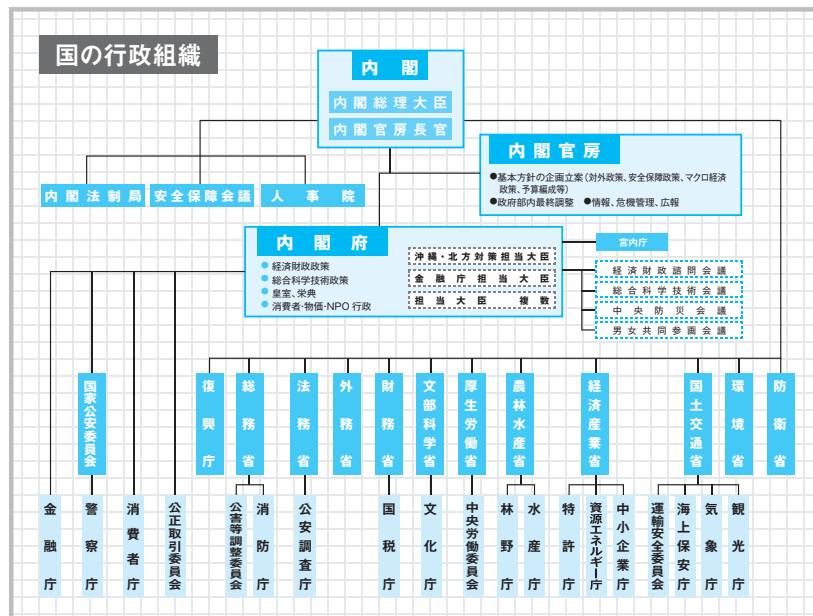 国の行政組織
内閣
内閣総理大臣
内閣官房長官
内閣官房
●基本方針の企画立案（対外政策、安全保障政策、マクロ経済
政策、予算編成等）
●政府部内最終調整 ●情報、危機管理、広報
内閣法制局
安全保障会議
人事院
内閣府
●経済財政政策
●総合科学技術政策
●皇室、栄典
●消費者・物価・NPO行政
沖縄・北方対策担当大臣
金融庁担当大臣
担当大臣 複数
宮内庁
経済財政諮問会議
総合科学技術会議
中央防災会議
男女共同参画会議
国家公安委員会
復興庁
総務省
法務省
外務省
財務省
文部科学省
厚生労働省
農林水産省
経済産業省
国土交通省
環境省
防衛省
金融庁
警察庁
消費者庁
公正取引委員会
公害等調整委員会
消防庁
公安調査庁
国税庁
文化庁
中央労働委員会
林野庁
水産庁
特許庁
資源エネルギー庁
中小企業庁
運輸安全委員会
海上保安庁
気象庁
観光庁